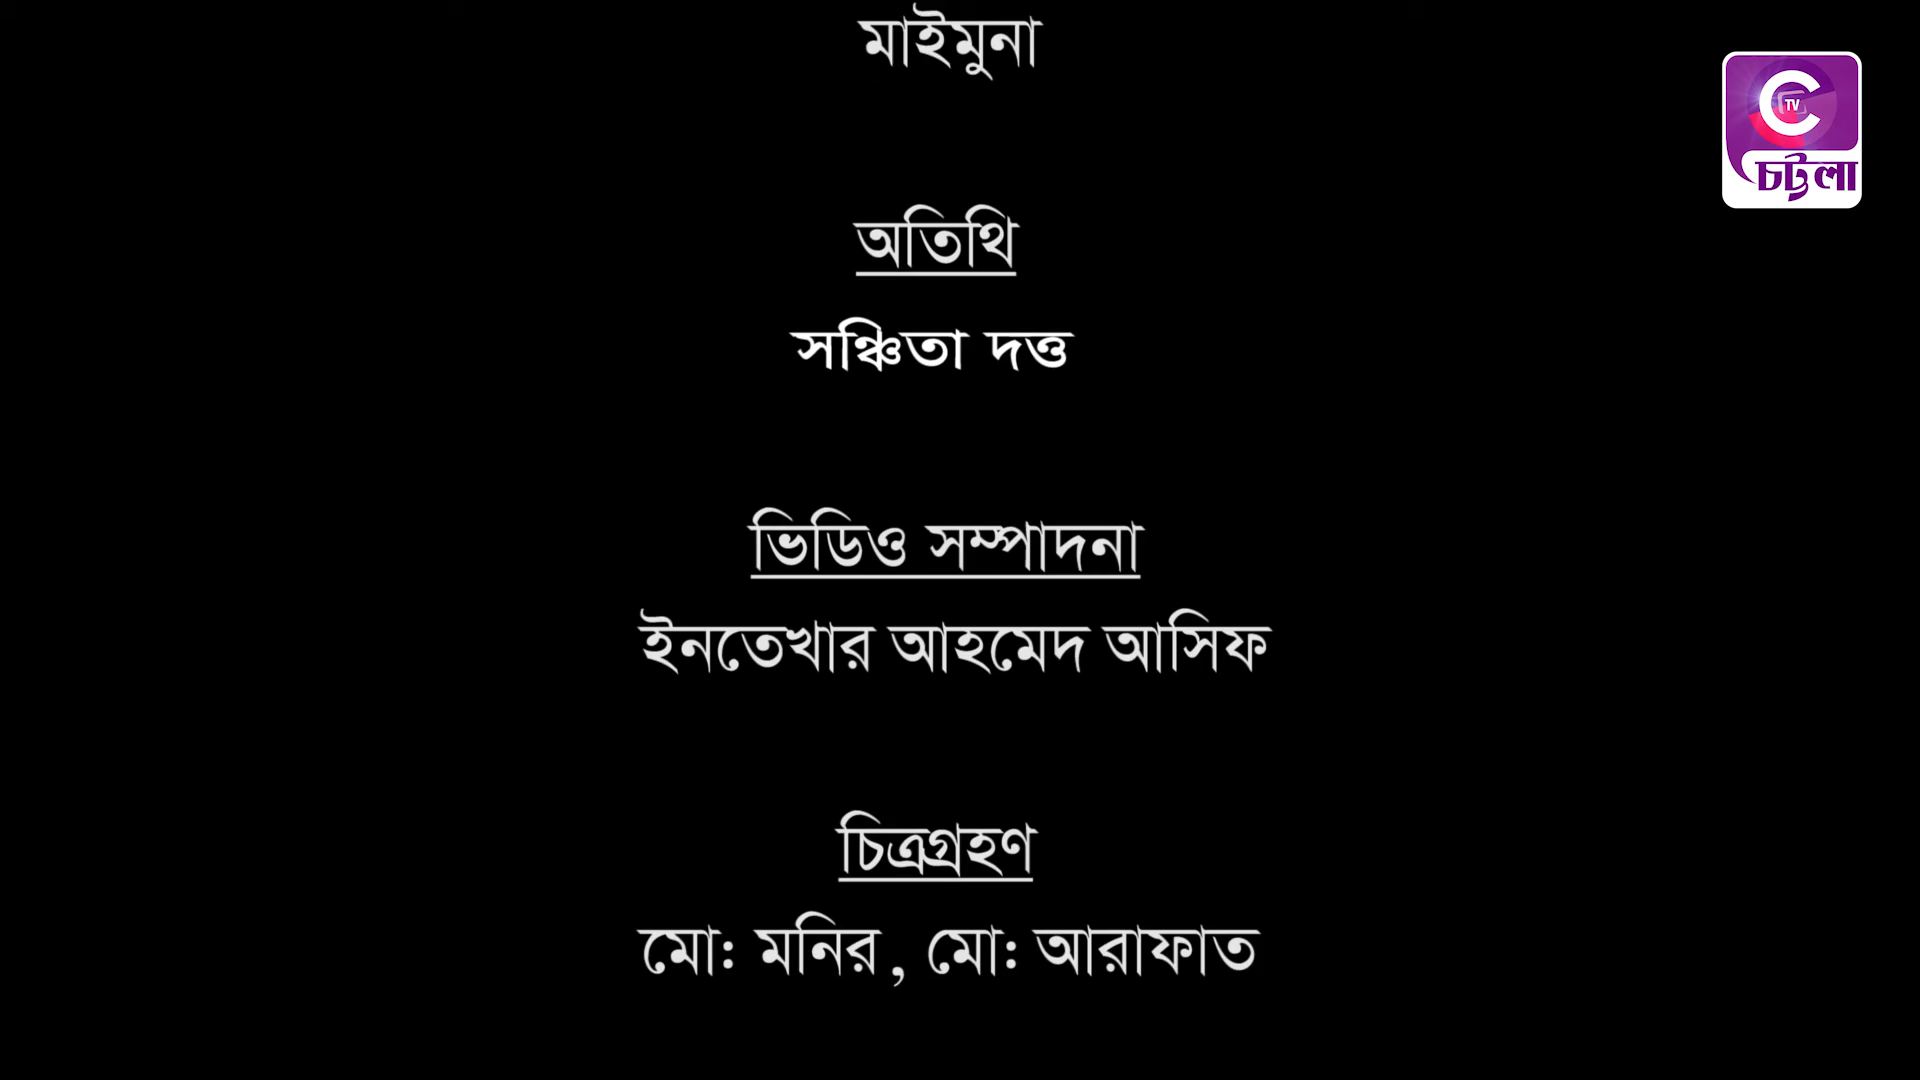 মাইমুনা
C
TV
চট্টলা
অতিথি
সঞ্চিতা দত্ত
ভিডিও সম্পাদনা
ইনতেখার আহমেদ আসিফ
চিত্রগ্রহণ
মোঃ মনির, মোঃ আরাফাত